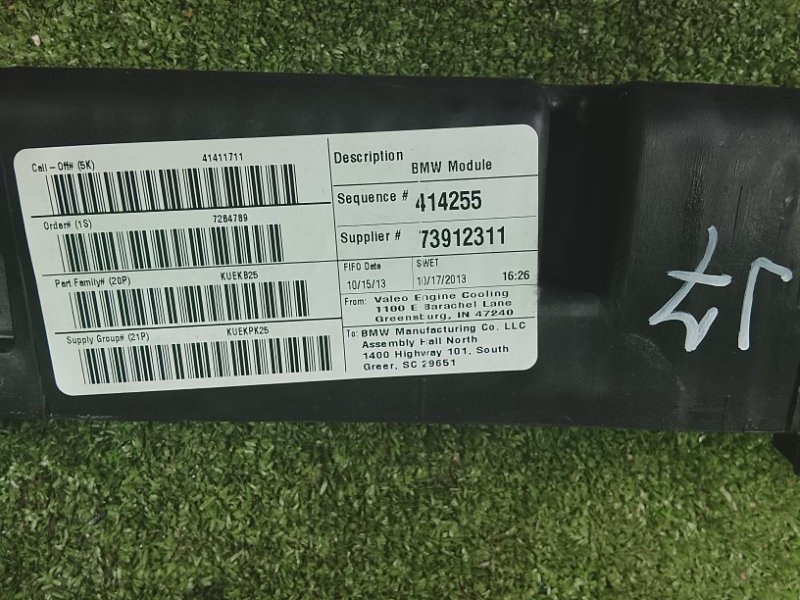 Call-Off# (5K) 41411711
Order# (1S) 7284789
Part Family# (20P) KUEKB25
Supply Group# (21P) KUEKPK25
Description BMW Module
Sequence # 414255
Supplier # 73912311
FIFO Date SWET
10/15/13 10/17/2013 16:26
From: Valeo Engine Cooling
1100 E Barachel Lane
Greensburg, IN 47240
To: BMW Manufacturing Co. LLC
Assembly Hall North
1400 Highway 101, South
Greer, SC 29651